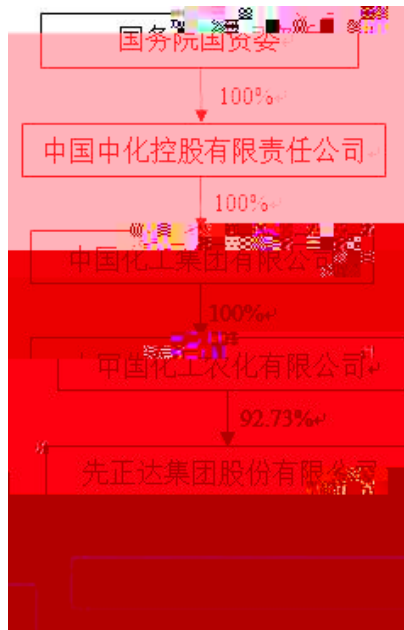 国务院国资委
100%
中国中化控股有限责任公司
100%
中国化工集团有限公司
100%
中国化工农化有限公司
92.73%
先正达集团股份有限公司